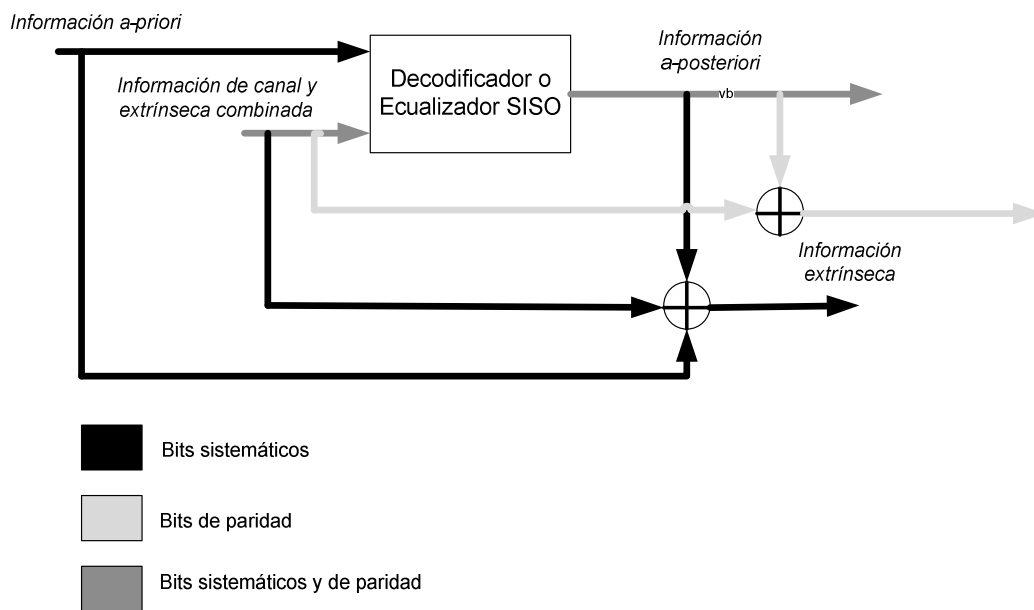 Información a-priori
Información de canal y
extrínseca combinada
Decodificador o
Ecualizador SISO
Información
a-posteriori
vb
Información
extrínseca
Bits sistemáticos
Bits de paridad
Bits sistemáticos y de paridad